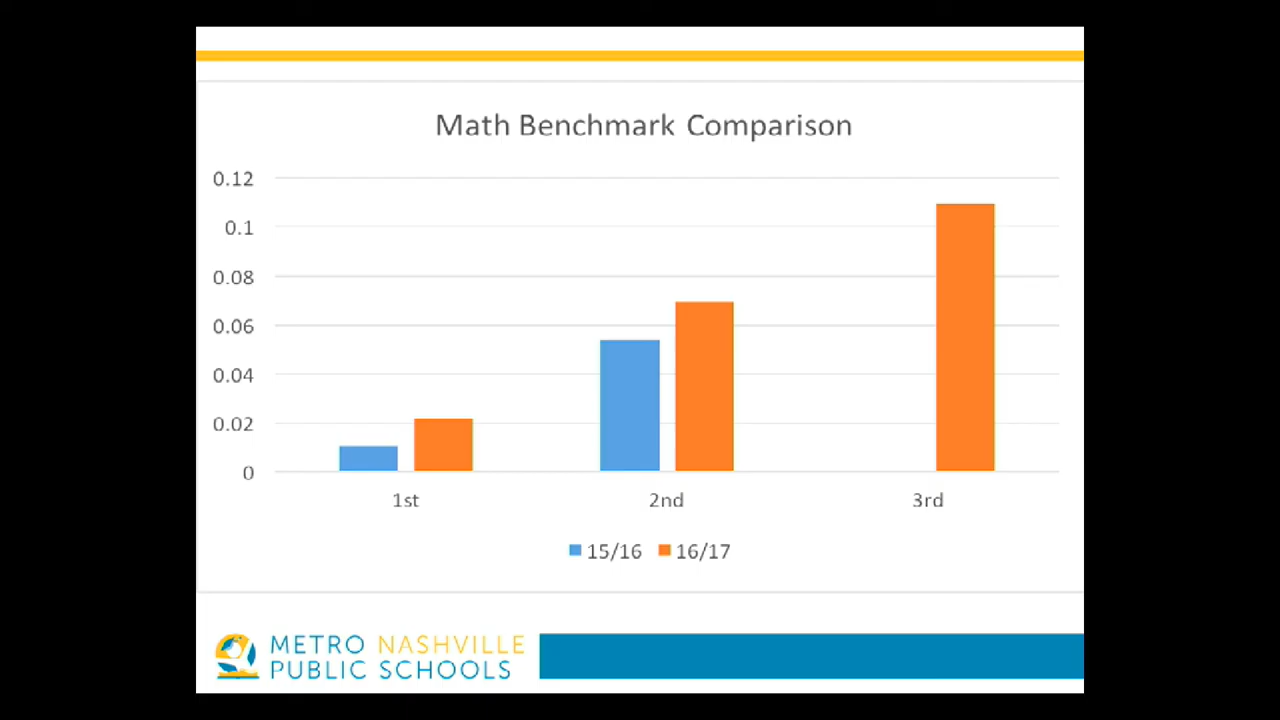 Math Benchmark Comparison
0.12
0.1
0.08
0.06
0.04
0.02
0
1st 2nd 3rd
15/16 16/17
METRO NASHVILLE
PUBLIC SCHOOLS